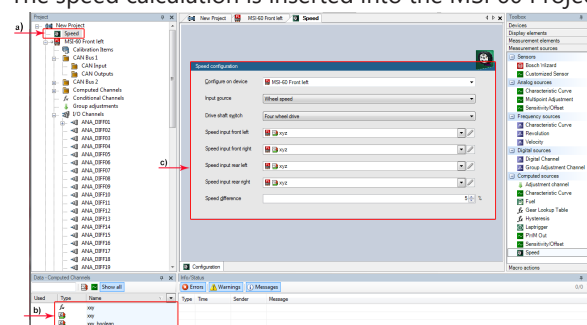 The speed calculation is inserted into the MSI-60 Projec
Project
New Project
MSI-60 Front left
Speed
Toolbox
a)
New Project
Speed
MSI-60 Front left
Calibration Items
CAN Bus 1
CAN Input
CAN Outputs
CAN Bus 2
Computed Channels
Conditional Channels
Group adjustments
I/O Channels
ANA_DIFF01
ANA_DIFF02
ANA_DIFF03
ANA_DIFF04
ANA_DIFF05
ANA_DIFF06
ANA_DIFF07
ANA_DIFF08
ANA_DIFF09
ANA_DIFF10
ANA_DIFF11
ANA_DIFF12
ANA_DIFF13
ANA_DIFF14
ANA_DIFF15
ANA_DIFF16
ANA_DIFF17
ANA_DIFF18
ANA_DIFF19
c)
Speed configuration
Configure on device MSI-60 Front left
Input source Wheel speed
Drive shaft switch Four wheel drive
Speed input front left xyz
Speed input front right xyz
Speed input rear left xyz
Speed input rear right xyz
Speed difference 5 %
Configuration
Devices
Display elements
Measurement elements
Measurement sources
Sensors
Bosch Wizard
Customized Sensor
Analog sources
Characteristic Curve
Multipoint Adjustment
Sensitivity/Offset
Frequency sources
Characteristic Curve
Revolution
Velocity
Digital sources
Digital Channel
Group Adjustment Channel
Computed sources
Adjustment channel
Characteristic Curve
Fuel
Gear Lookup Table
Hysteresis
Laptrigger
PWM Out
Sensitivity/Offset
Speed
Macro actions
Data - Computed Channels
Show all
Used Type Name
b)
xxy
xxy
xxy_boolean
Info/Status
Errors Warnings Messages
0/0
Type Time Sender Message